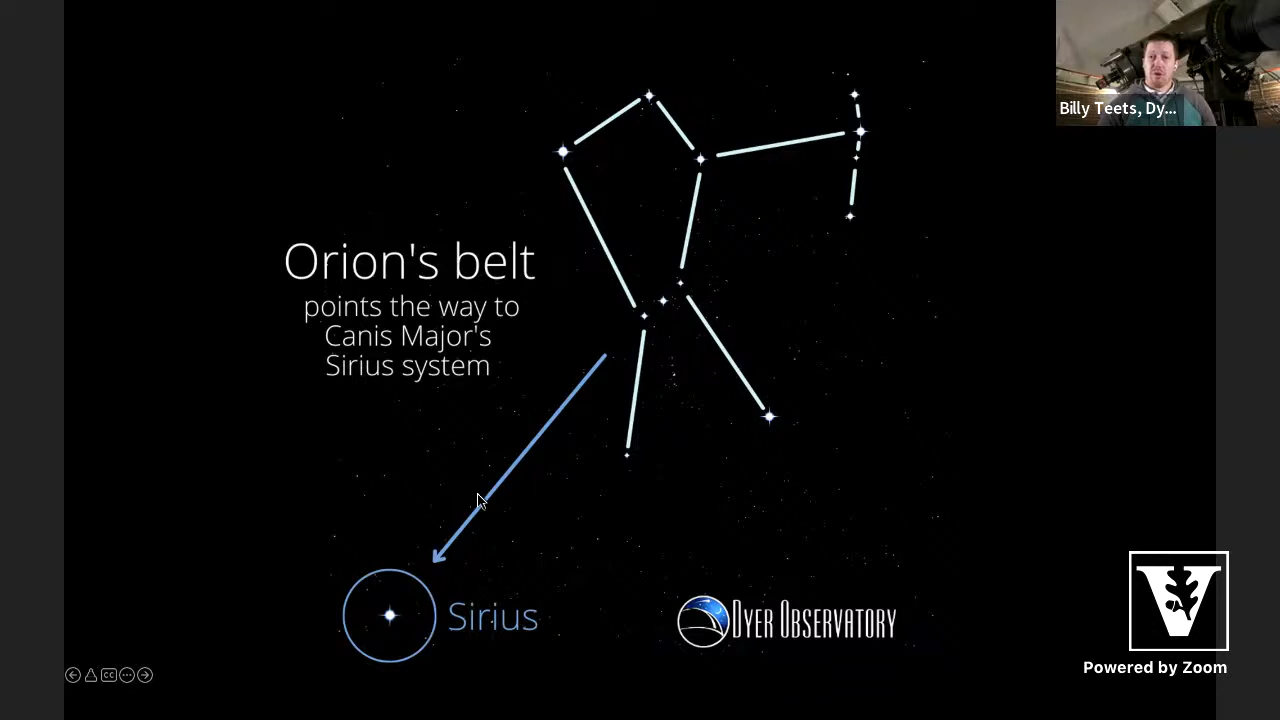 Billy Teets, Dy...
Orion's belt
points the way to
Canis Major's
Sirius system
Sirius
DYER OBSERVATORY
V
Powered by Zoom
CC